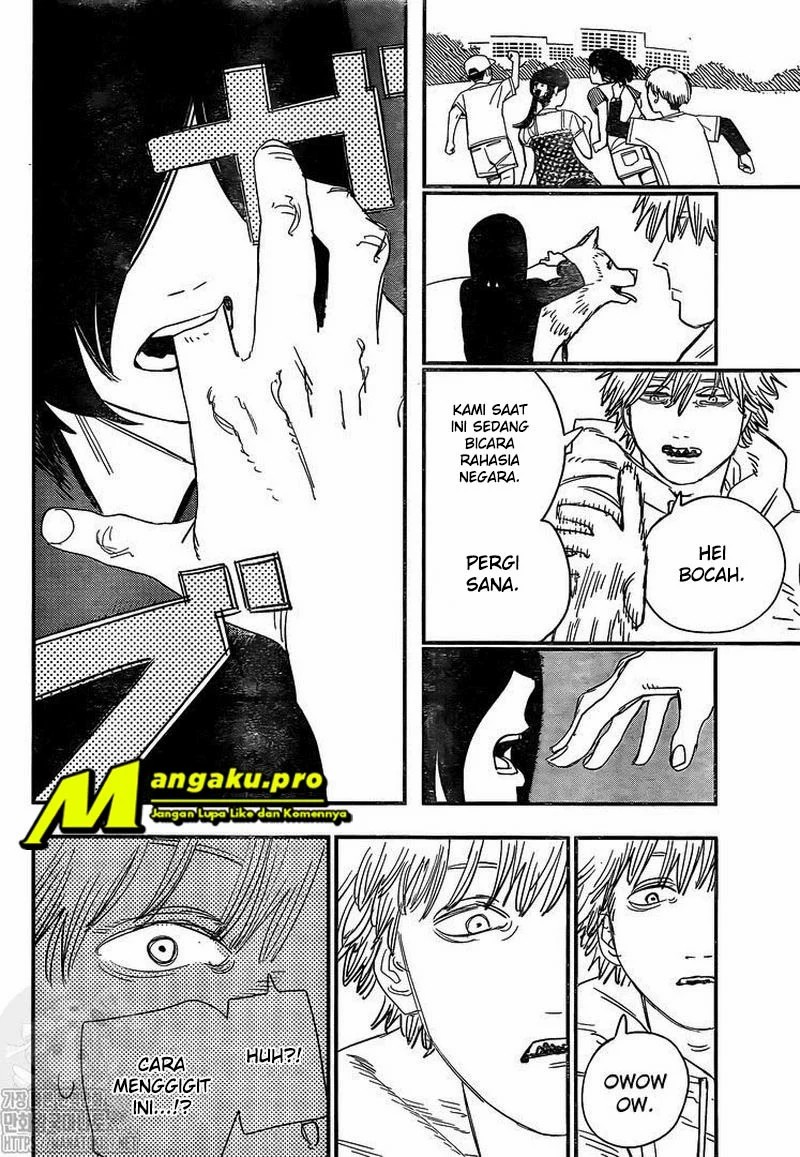 HEI
BOCAH.
KAMI SAAT
INI SEDANG
BICARA
RAHASIA
NEGARA.
PERGI
SANA.
Mangaku.pro
Jangan Lupa Like dan Komennya
OWOW
OW.
HUH?!
CARA
MENGGIGIT
INI...!?